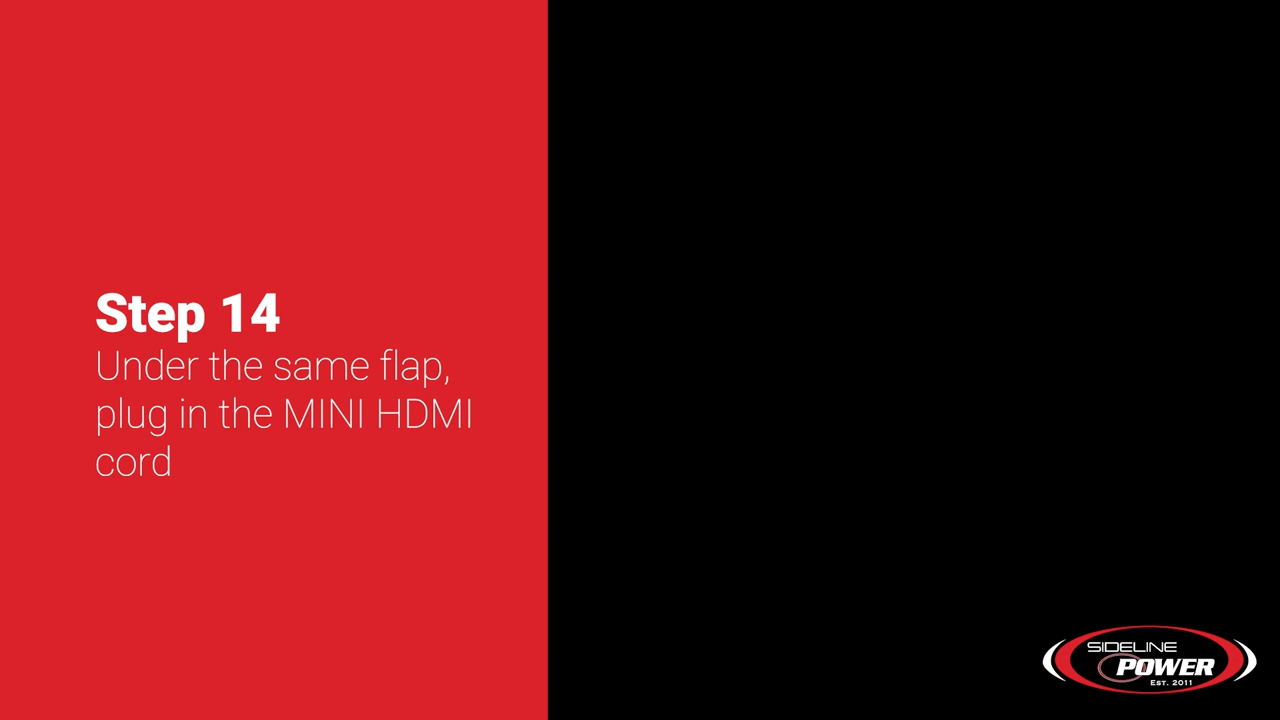 Step 14
Under the same flap,
plug in the MINI HDMI
cord
SIDELINE
POWER
EST. 2011